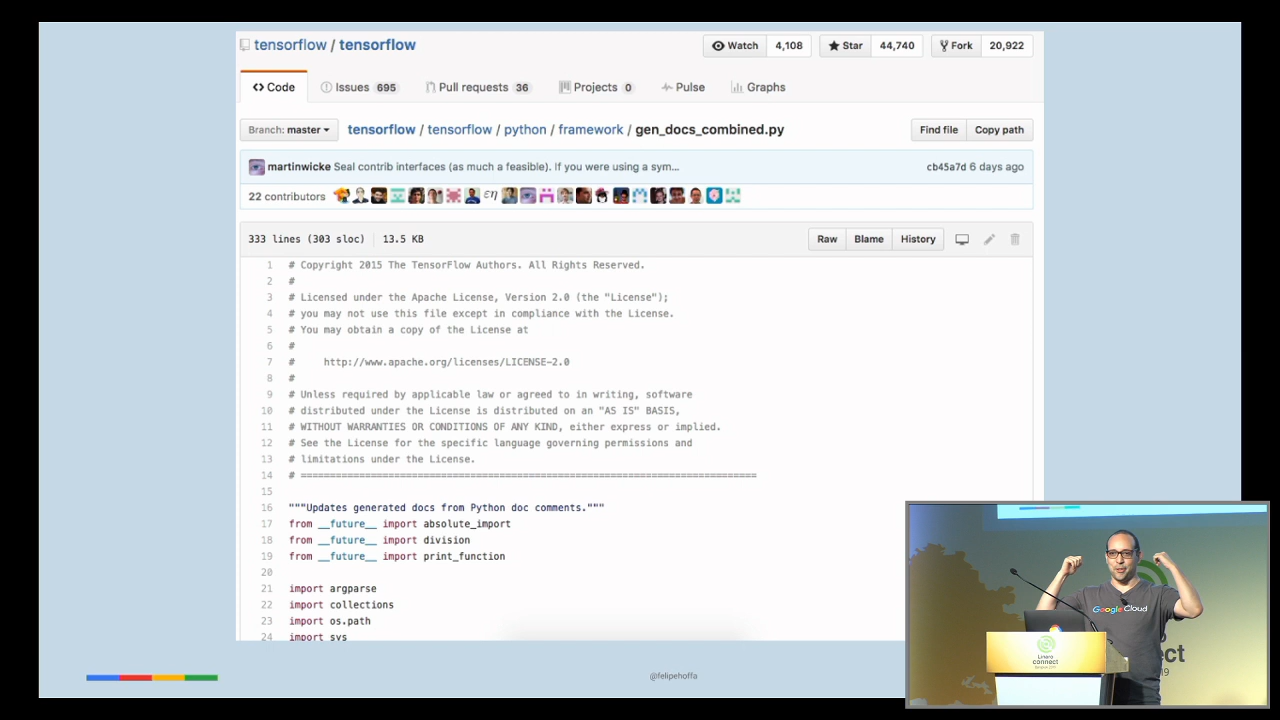 tensorflow / tensorflow
Watch 4,108 Star 44,740 Fork 20,922
Code Issues 695 Pull requests 36 Projects 0 Pulse Graphs
Branch: master tensorflow / tensorflow / python / framework / gen_docs_combined.py Find file Copy path
martinwicke Seal contrib interfaces (as much a feasible). If you were using a sym… cb45a7d 6 days ago
22 contributors
333 lines (303 sloc) 13.5 KB Raw Blame History
1 # Copyright 2015 The TensorFlow Authors. All Rights Reserved.
2 #
3 # Licensed under the Apache License, Version 2.0 (the "License");
4 # you may not use this file except in compliance with the License.
5 # You may obtain a copy of the License at
6 #
7 # http://www.apache.org/licenses/LICENSE-2.0
8 #
9 # Unless required by applicable law or agreed to in writing, software
10 # distributed under the License is distributed on an "AS IS" BASIS,
11 # WITHOUT WARRANTIES OR CONDITIONS OF ANY KIND, either express or implied.
12 # See the License for the specific language governing permissions and
13 # limitations under the License.
14 # ==============================================================================
15
16 """Updates generated docs from Python doc comments."""
17 from __future__ import absolute_import
18 from __future__ import division
19 from __future__ import print_function
20
21 import argparse
22 import collections
23 import os.path
24 import sys
@felipehoffa
Google Cloud
Linaro
connect